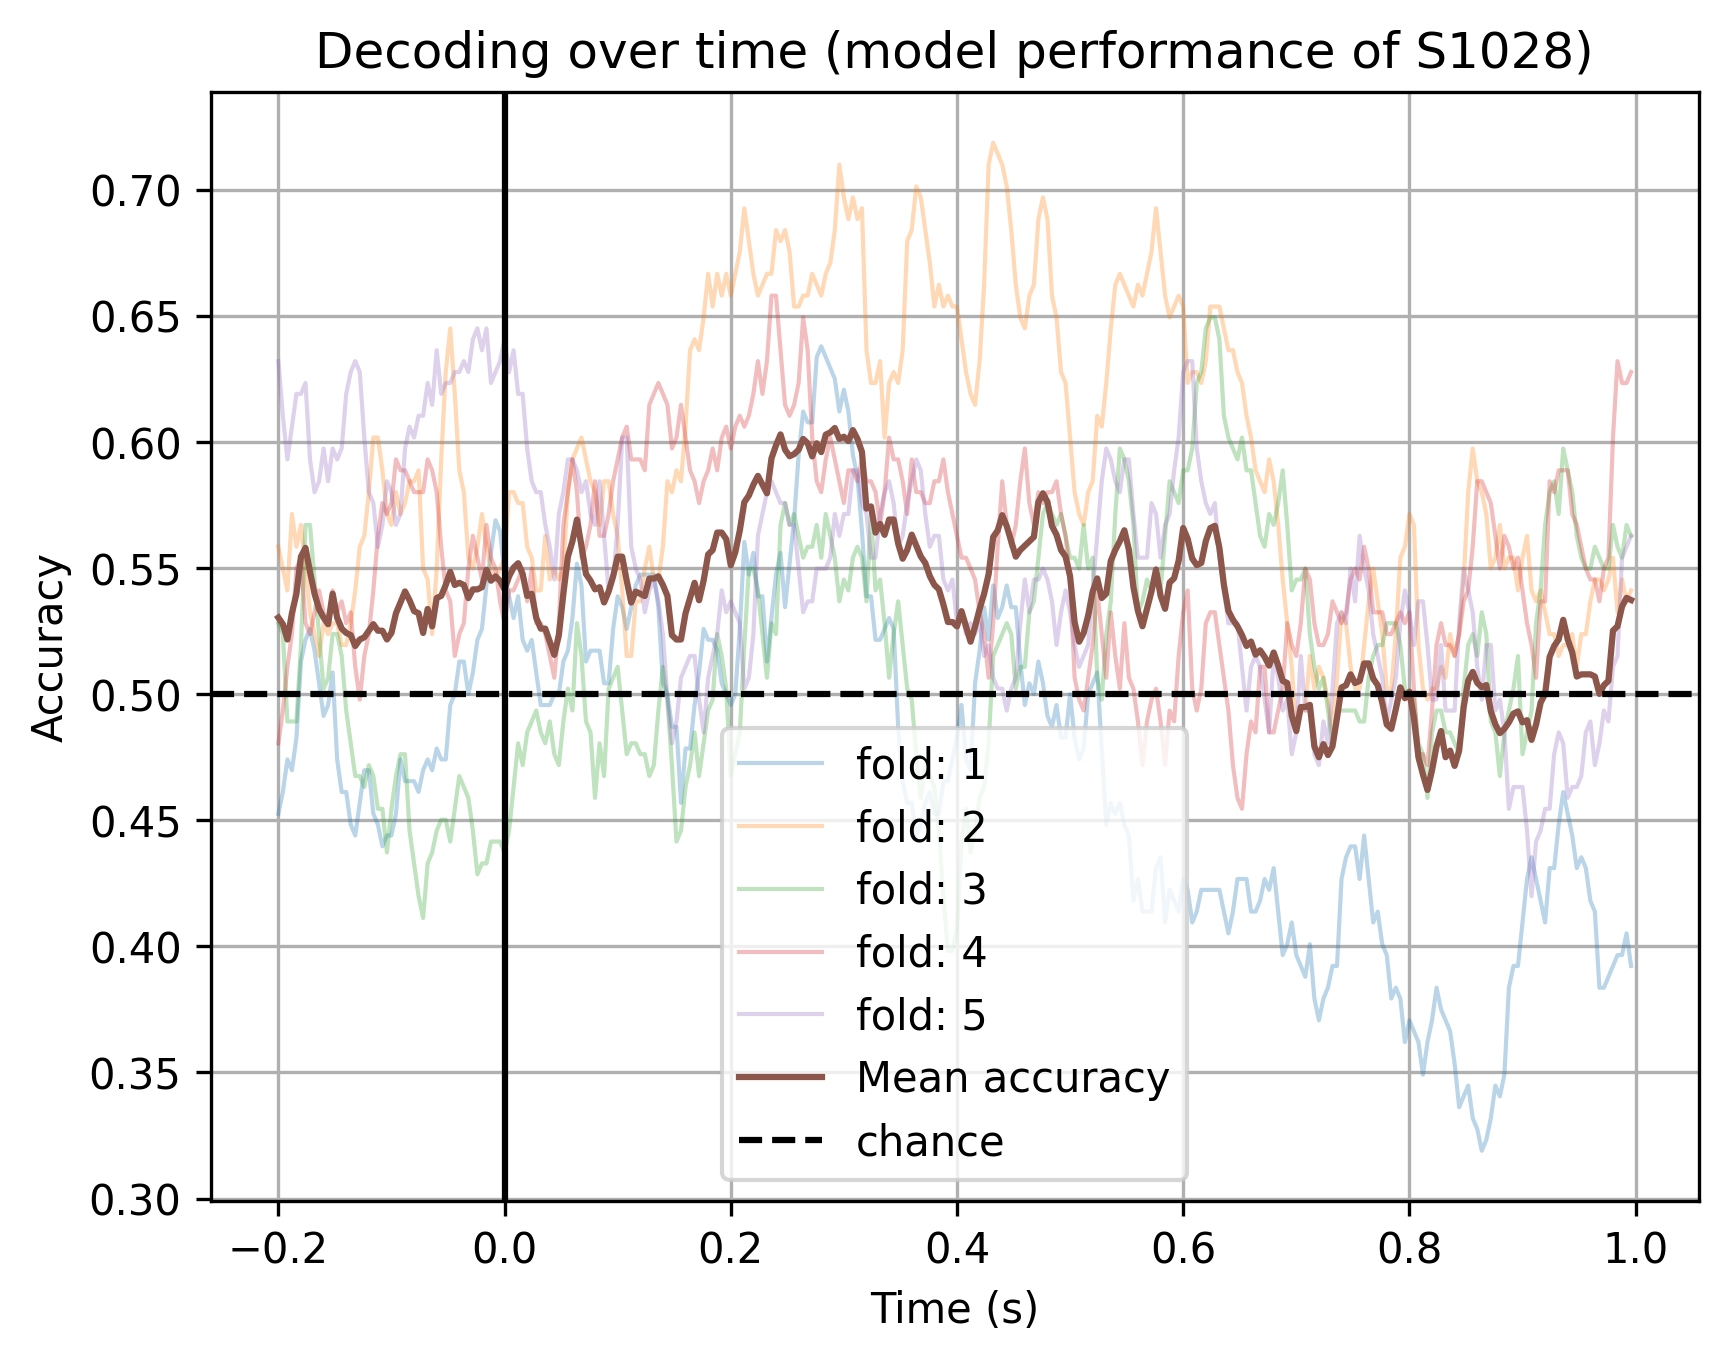 Decoding over time (model performance of S1028)
Accuracy
0.70
0.65
0.60
0.55
0.50
0.45
0.40
0.35
0.30
fold: 1
fold: 2
fold: 3
fold: 4
fold: 5
Mean accuracy
chance
−0.2 0.0 0.2 0.4 0.6 0.8 1.0
Time (s)